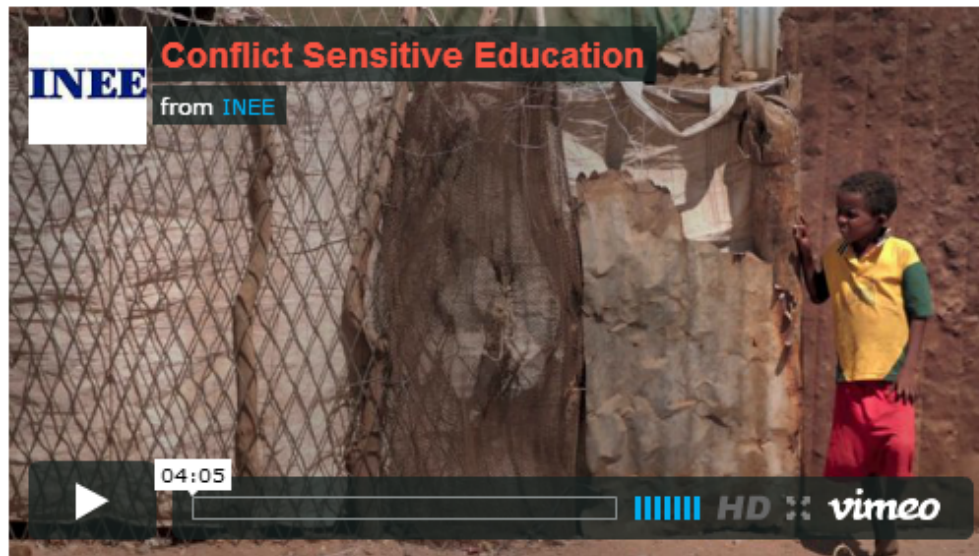 INEE
Conflict Sensitive Education
from INEE
04:05
HD
vimeo